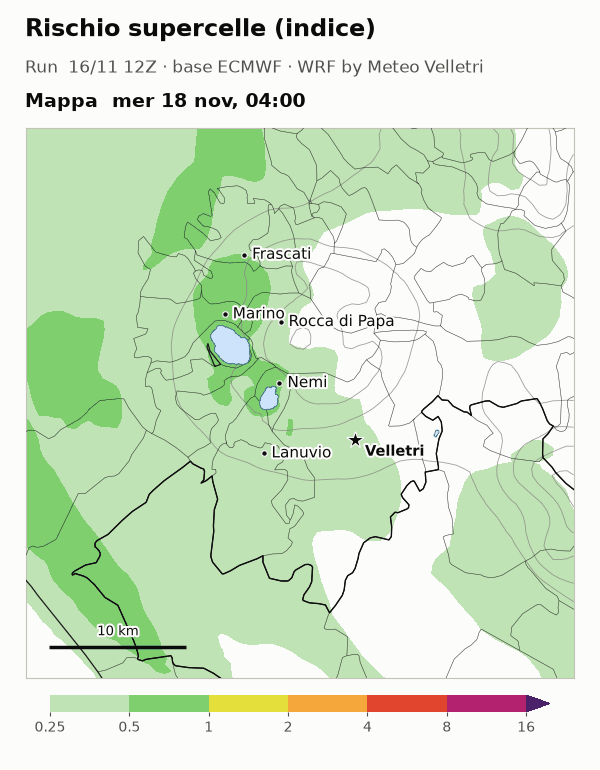 Rischio supercelle (indice)
Run 16/11 12Z · base ECMWF · WRF by Meteo Velletri
Mappa mer 18 nov, 04:00
Frascati
Marino
Rocca di Papa
Nemi
Velletri
Lanuvio
10 km
0.25 0.5 1 2 4 8 16